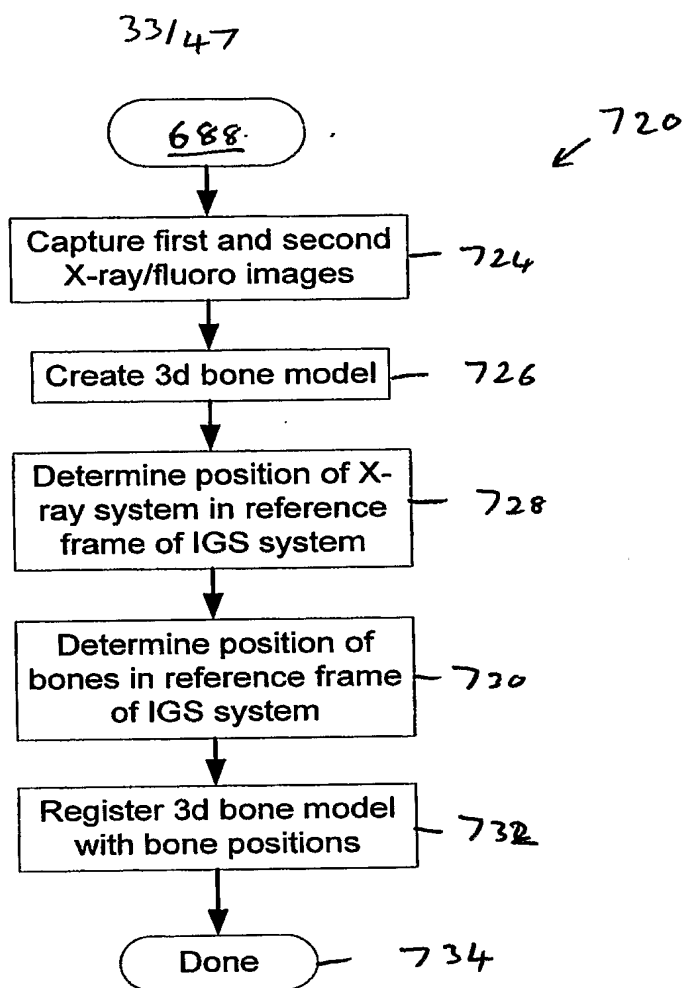 33/47
688.
720
Capture first and second
X-ray/fluoro images
724
Create 3d bone model
726
Determine position of X-
ray system in reference
frame of IGS system
728
Determine position of
bones in reference frame
of IGS system
730
Register 3d bone model
with bone positions
732
Done
734